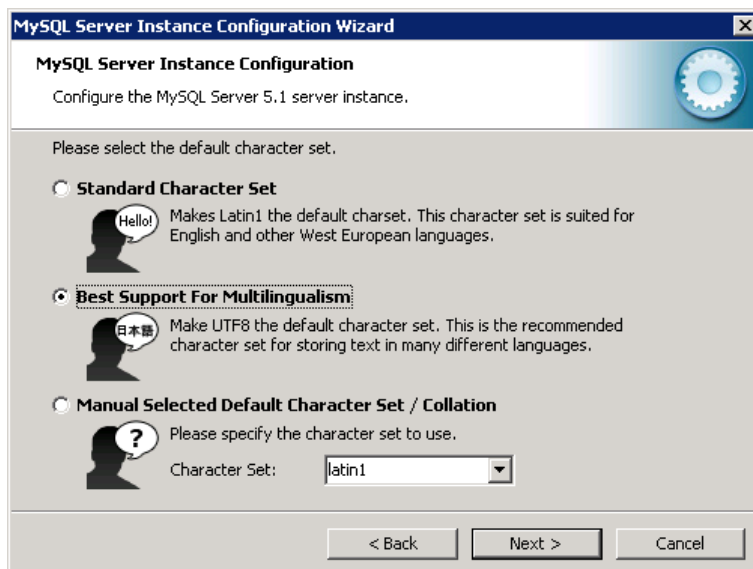 MySQL Server Instance Configuration Wizard
MySQL Server Instance Configuration
Configure the MySQL Server 5.1 server instance.
Please select the default character set.
Standard Character Set
Hello!
Makes Latin1 the default charset. This character set is suited for
English and other West European languages.
Best Support For Multilingualism
日本語
Make UTF8 the default character set. This is the recommended
character set for storing text in many different languages.
Manual Selected Default Character Set / Collation
?
Please specify the character set to use.
Character Set: latin1
< Back Next > Cancel